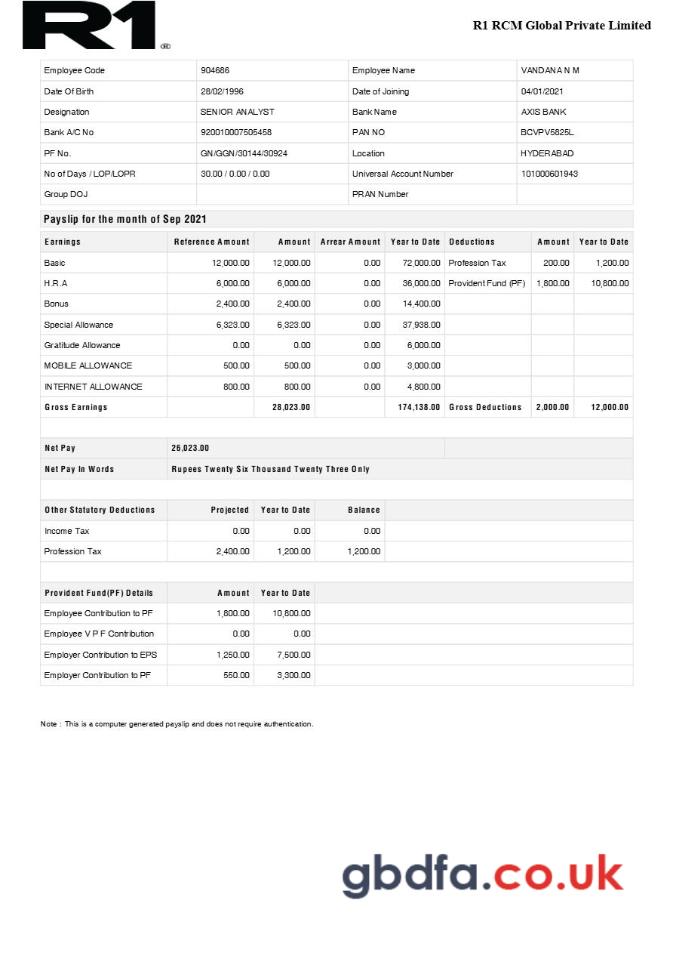 R1®
R1 RCM Global Private Limited
Employee Code 904686 Employee Name VANDANA N M
Date Of Birth 28/02/1996 Date of Joining 04/01/2021
Designation SENIOR ANALYST Bank Name AXIS BANK
Bank A/C No 920010007505458 PAN NO BCVPV5825L
PF No. GN/GGN/30144/30924 Location HYDERABAD
No of Days / LOP/LOPR 30.00 / 0.00 / 0.00 Universal Account Number 101000601943
Group DOJ PRAN Number
Payslip for the month of Sep 2021
Earnings Reference Amount Amount Arrear Amount Year to Date Deductions Amount Year to Date
Basic 12,000.00 12,000.00 0.00 72,000.00 Profession Tax 200.00 1,200.00
H.R.A 6,000.00 6,000.00 0.00 36,000.00 Provident Fund (PF) 1,800.00 10,800.00
Bonus 2,400.00 2,400.00 0.00 14,400.00
Special Allowance 6,323.00 6,323.00 0.00 37,938.00
Gratitude Allowance 0.00 0.00 0.00 6,000.00
MOBILE ALLOWANCE 500.00 500.00 0.00 3,000.00
INTERNET ALLOWANCE 800.00 800.00 0.00 4,800.00
Gross Earnings 28,023.00 174,138.00 Gross Deductions 2,000.00 12,000.00
Net Pay 26,023.00
Net Pay In Words Rupees Twenty Six Thousand Twenty Three Only
Other Statutory Deductions Projected Year to Date Balance
Income Tax 0.00 0.00 0.00
Profession Tax 2,400.00 1,200.00 1,200.00
Provident Fund(PF) Details Amount Year to Date
Employee Contribution to PF 1,800.00 10,800.00
Employee V P F Contribution 0.00 0.00
Employer Contribution to EPS 1,250.00 7,500.00
Employer Contribution to PF 550.00 3,300.00
Note : This is a computer generated payslip and does not require authentication.
gbdfa.co.uk